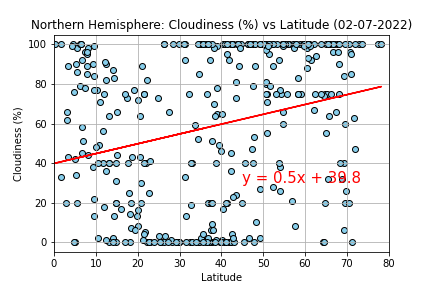 Northern Hemisphere: Cloudiness (%) vs Latitude (02-07-2022)
100
80
60
40
20
0
Cloudiness (%)
y = 0.5x + 39.8
0 10 20 30 40 50 60 70 80
Latitude